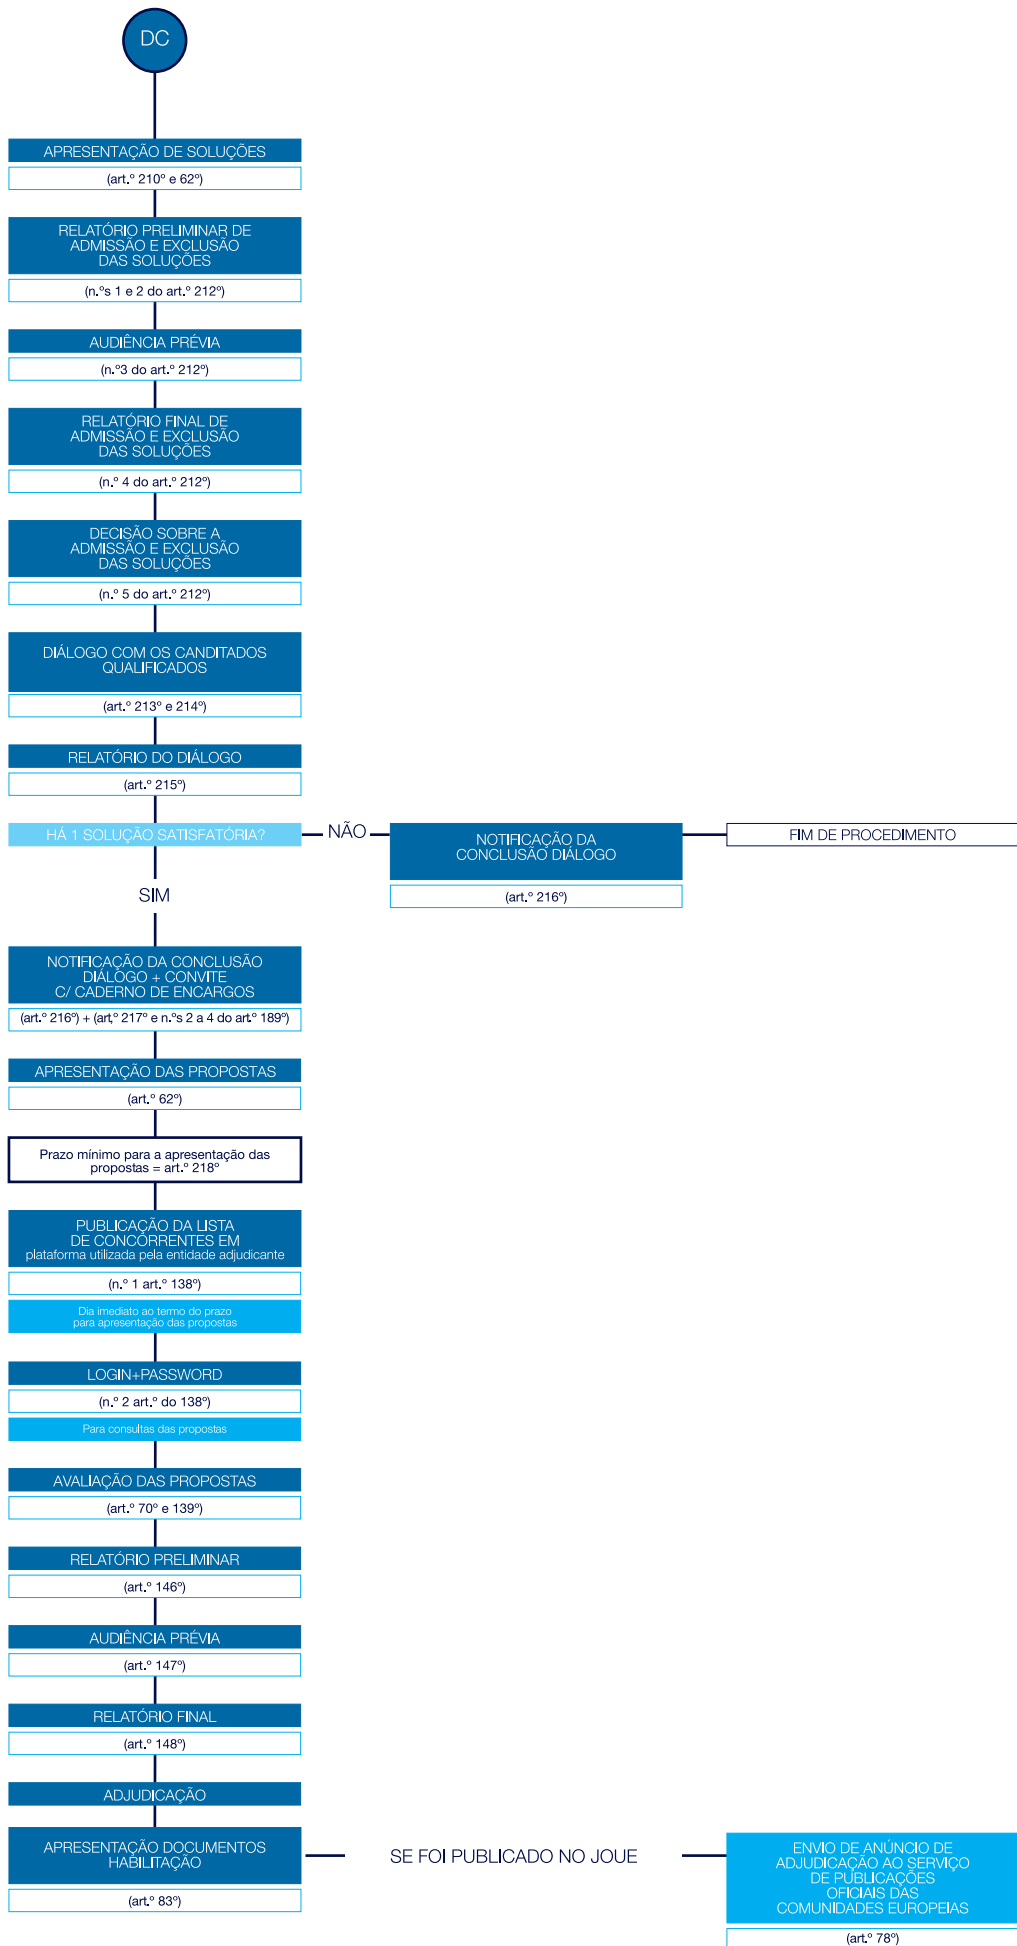 DC
APRESENTAÇÃO DE SOLUÇÕES
(art.º 210º e 62º)
RELATÓRIO PRELIMINAR DE
ADMISSÃO E EXCLUSÃO
DAS SOLUÇÕES
(n.ºs 1 e 2 do art.º 212º)
AUDIÊNCIA PRÉVIA
(n.º3 do art.º 212º)
RELATÓRIO FINAL DE
ADMISSÃO E EXCLUSÃO
DAS SOLUÇÕES
(n.º 4 do art.º 212º)
DECISÃO SOBRE A
ADMISSÃO E EXCLUSÃO
DAS SOLUÇÕES
(n.º 5 do art.º 212º)
DIÁLOGO COM OS CANDITADOS
QUALIFICADOS
(art.º 213º e 214º)
RELATÓRIO DO DIÁLOGO
(art.º 215º)
HÁ 1 SOLUÇÃO SATISFATÓRIA?
NÃO
NOTIFICAÇÃO DA
CONCLUSÃO DIÁLOGO
(art.º 216º)
FIM DE PROCEDIMENTO
SIM
NOTIFICAÇÃO DA CONCLUSÃO
DIÁLOGO + CONVITE
C/ CADERNO DE ENCARGOS
(art.º 216º) + (art,º 217º e n.ºs 2 a 4 do art.º 189º)
APRESENTAÇÃO DAS PROPOSTAS
(art.º 62º)
Prazo mínimo para a apresentação das
propostas = art.º 218º
PUBLICAÇÃO DA LISTA
DE CONCORRENTES EM
plataforma utilizada pela entidade adjudicante
(n.º 1 art.º 138º)
Dia imediato ao termo do prazo
para apresentação das propostas
LOGIN+PASSWORD
(n.º 2 art.º do 138º)
Para consultas das propostas
AVALIAÇÃO DAS PROPOSTAS
(art.º 70º e 139º)
RELATÓRIO PRELIMINAR
(art.º 146º)
AUDIÊNCIA PRÉVIA
(art.º 147º)
RELATÓRIO FINAL
(art.º 148º)
ADJUDICAÇÃO
APRESENTAÇÃO DOCUMENTOS
HABILITAÇÃO
(art.º 83º)
SE FOI PUBLICADO NO JOUE
ENVIO DE ANÚNCIO DE
ADJUDICAÇÃO AO SERVIÇO
DE PUBLICAÇÕES
OFICIAIS DAS
COMUNIDADES EUROPEIAS
(art.º 78º)